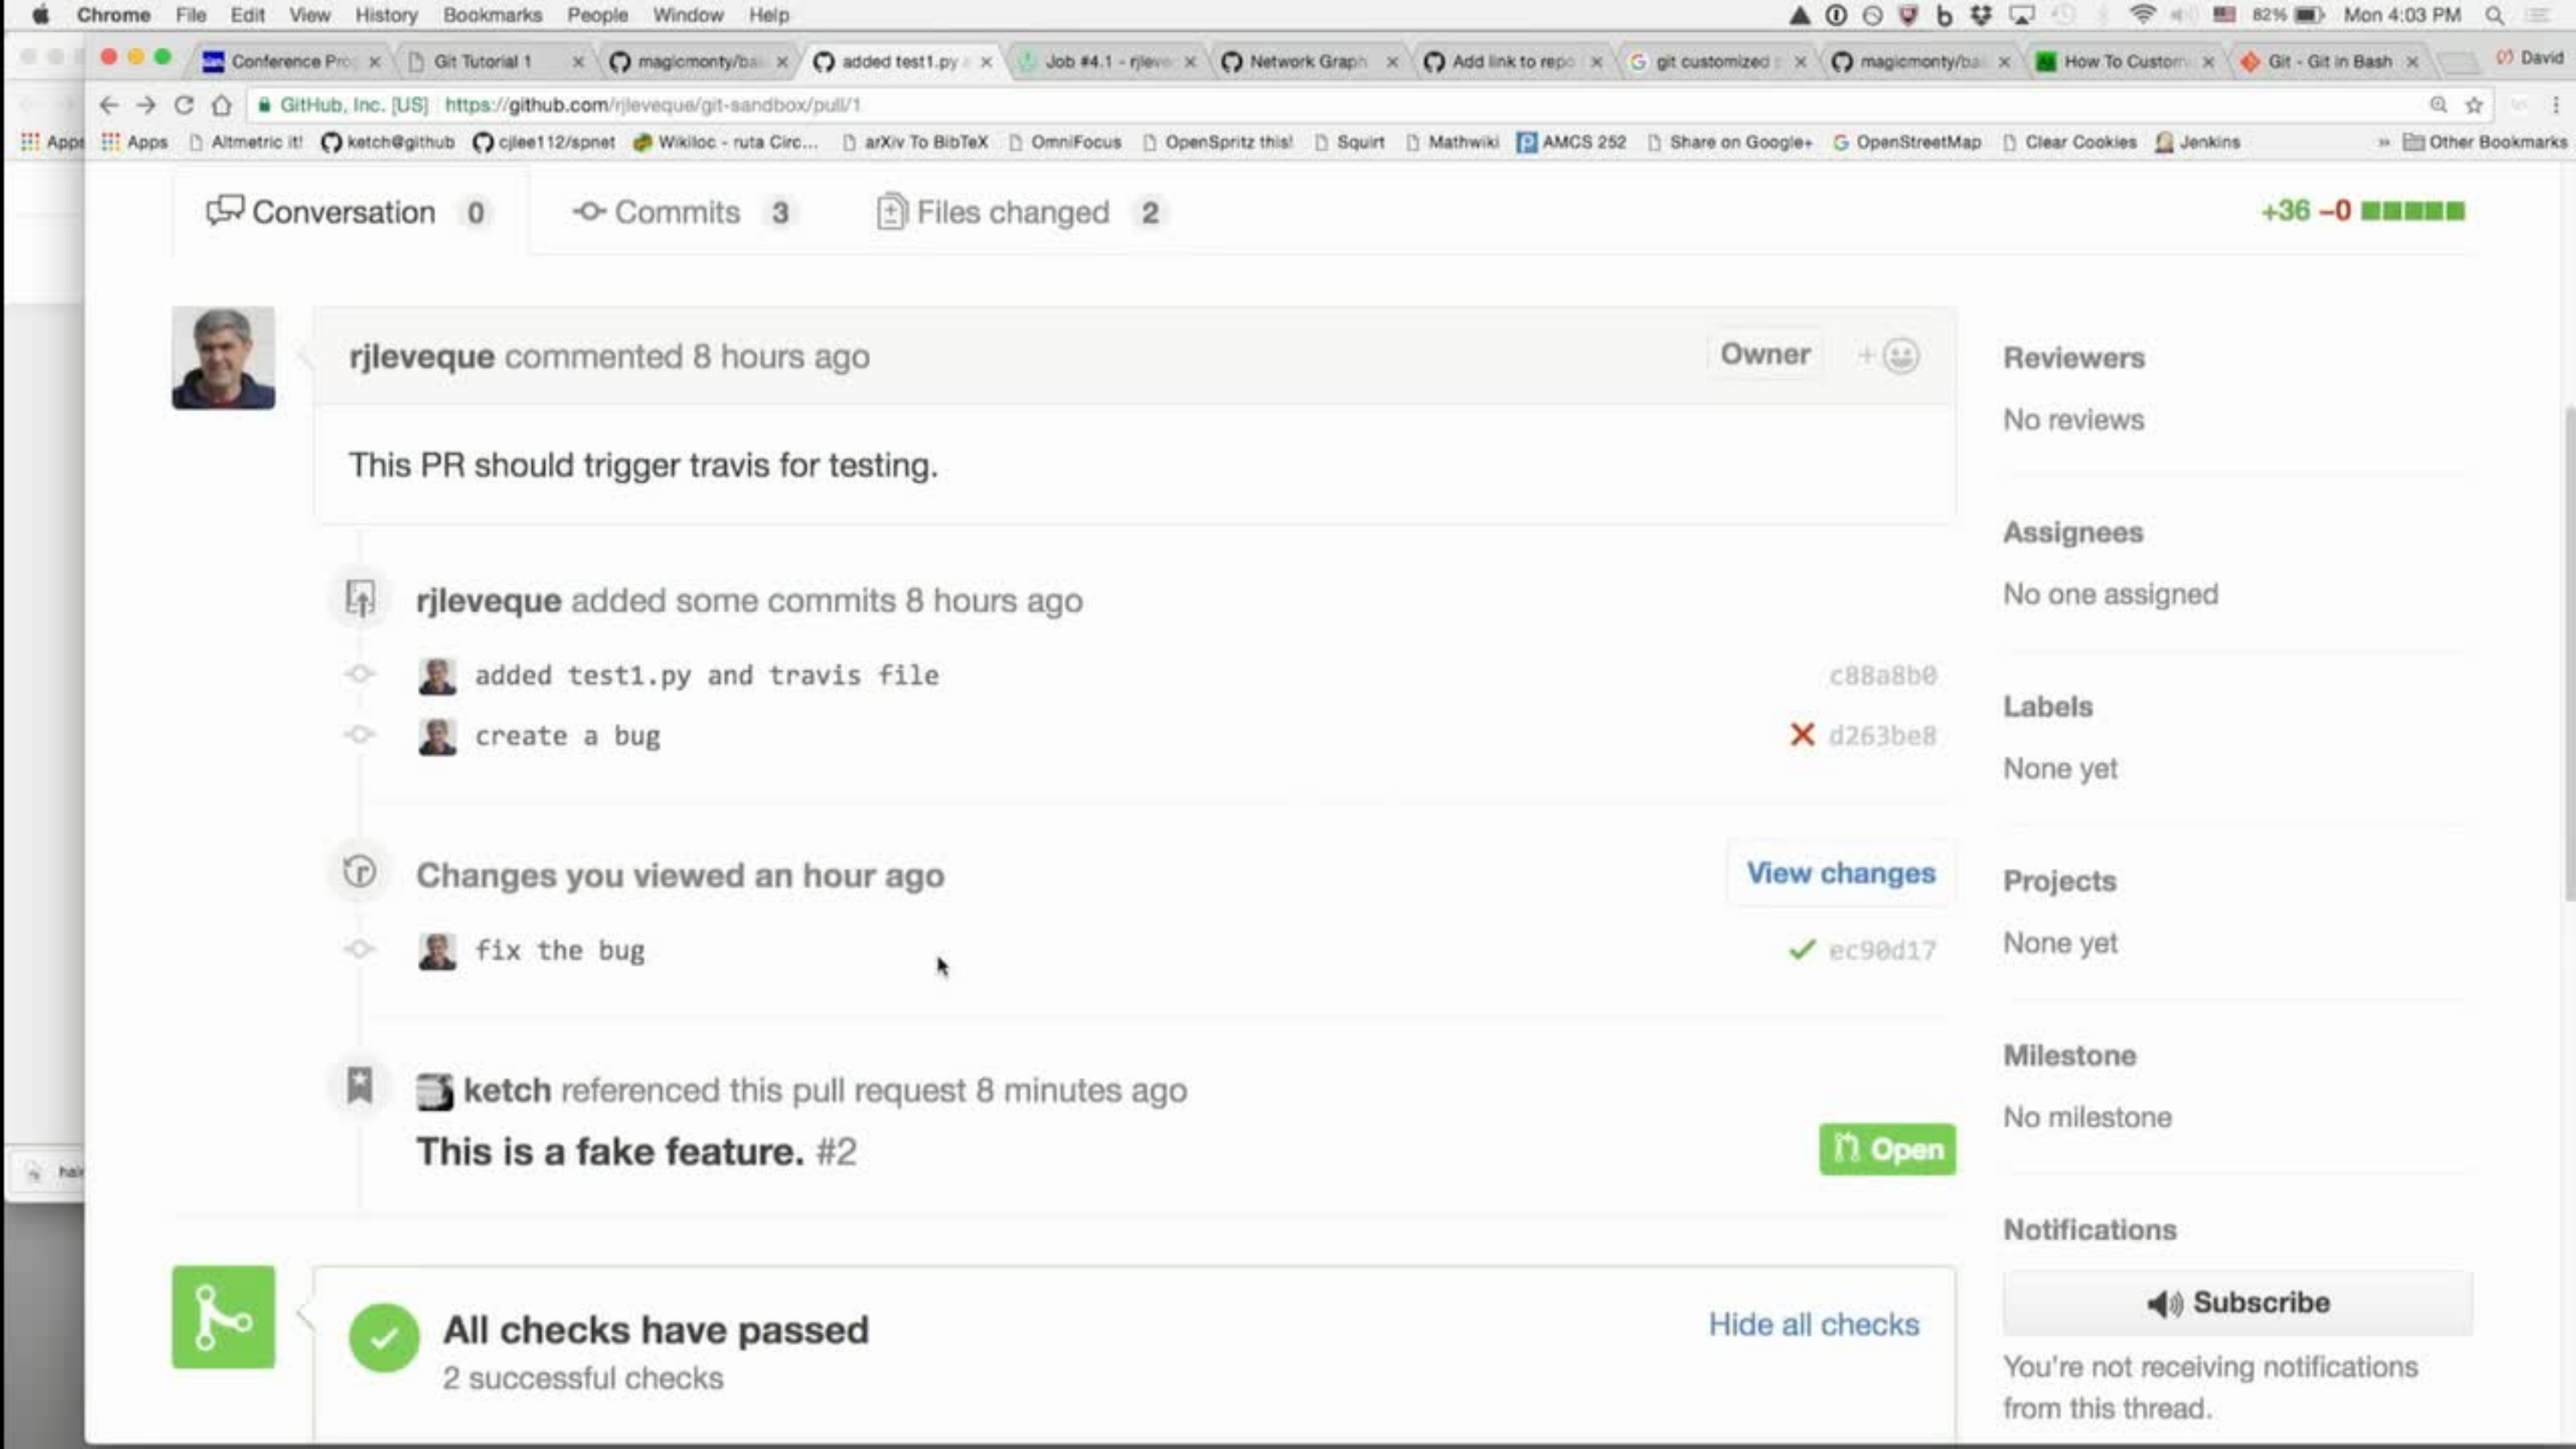 Chrome File Edit View History Bookmarks People Window Help 82% Mon 4:03 PM
Conference Pro Git Tutorial 1 magicmonty/ba added test1.py Job #4.1 - rjleve Network Graph Add link to repo git customized magicmonty/ba How To Custom Git - Git in Bash David
GitHub, Inc. [US] https://github.com/rjleveque/git-sandbox/pull/1
Apps Apps Altmetric it! ketch@github cjlee112/spnet Wikiloc - ruta Circ... arXiv To BibTeX OmniFocus OpenSpritz this! Squirt Mathwiki AMCS 252 Share on Google+ OpenStreetMap Clear Cookies Jenkins » Other Bookmarks
Conversation 0 Commits 3 Files changed 2 +36 −0
rjleveque commented 8 hours ago Owner +
This PR should trigger travis for testing.
rjleveque added some commits 8 hours ago
added test1.py and travis file c88a8b0
create a bug d263be8
Changes you viewed an hour ago View changes
fix the bug ec90d17
ketch referenced this pull request 8 minutes ago
This is a fake feature. #2 Open
All checks have passed Hide all checks
2 successful checks
Reviewers
No reviews
Assignees
No one assigned
Labels
None yet
Projects
None yet
Milestone
No milestone
Notifications
Subscribe
You're not receiving notifications
from this thread.